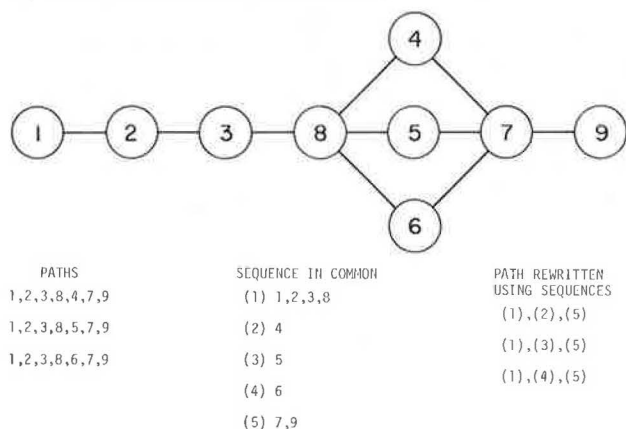 4
1 2 3 8 5 7 9
6
PATHS
1,2,3,8,4,7,9
1,2,3,8,5,7,9
1,2,3,8,6,7,9
SEQUENCE IN COMMON
(1) 1,2,3,8
(2) 4
(3) 5
(4) 6
(5) 7,9
PATH REWRITTEN
USING SEQUENCES
(1),(2),(5)
(1),(3),(5)
(1),(4),(5)